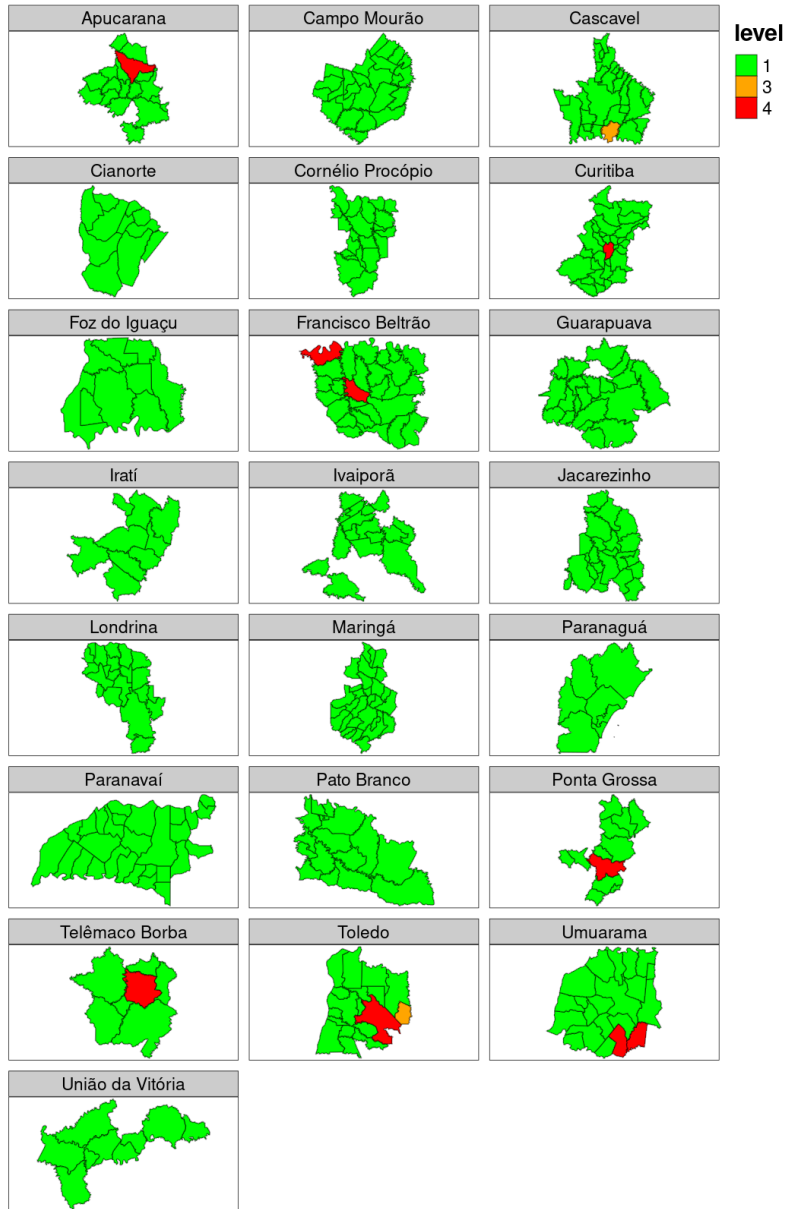 Apucarana
Campo Mourão
Cascavel
level
1
3
4
Cianorte
Cornélio Procópio
Curitiba
Foz do Iguaçu
Francisco Beltrão
Guarapuava
Iratí
Ivaiporã
Jacarezinho
Londrina
Maringá
Paranaguá
Paranavaí
Pato Branco
Ponta Grossa
Telêmaco Borba
Toledo
Umuarama
União da Vitória